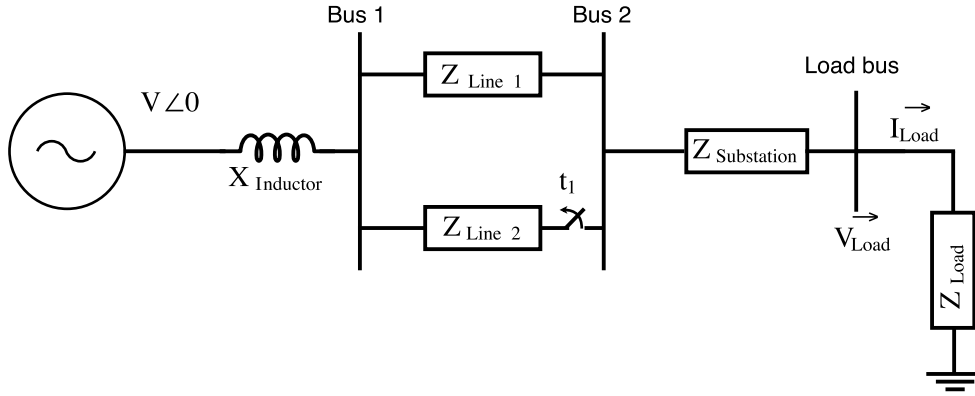 Bus 1
Bus 2
V∠0
Z Line 1
Load bus
I Load
X Inductor
Z Substation
t1
Z Line 2
V Load
Z Load